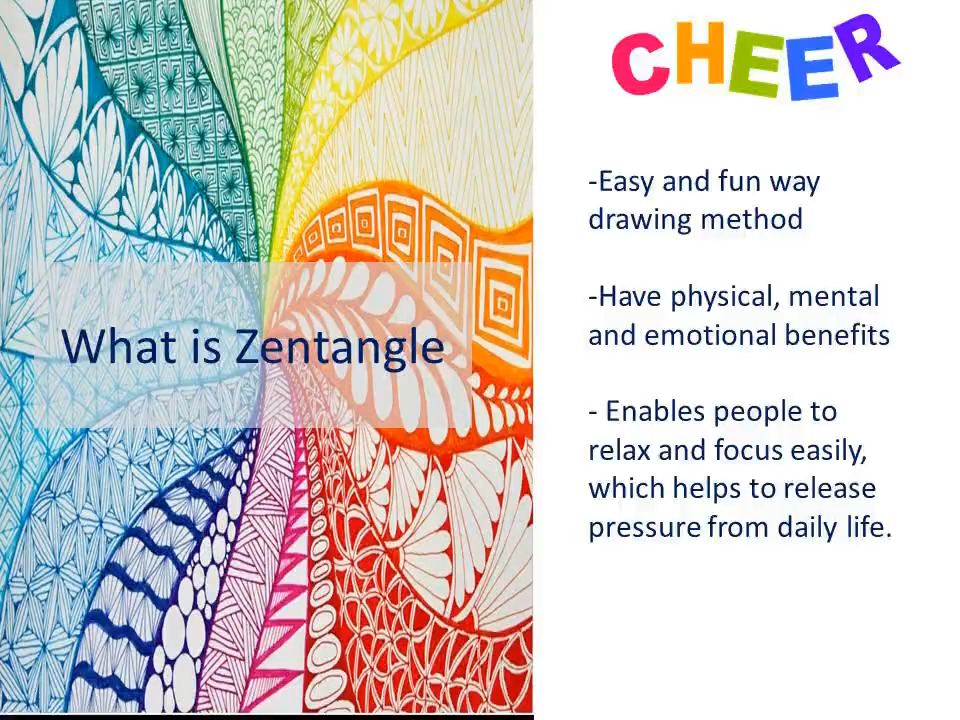 CHEER
What is Zentangle
-Easy and fun way
drawing method
-Have physical, mental
and emotional benefits
- Enables people to
relax and focus easily,
which helps to release
pressure from daily life.